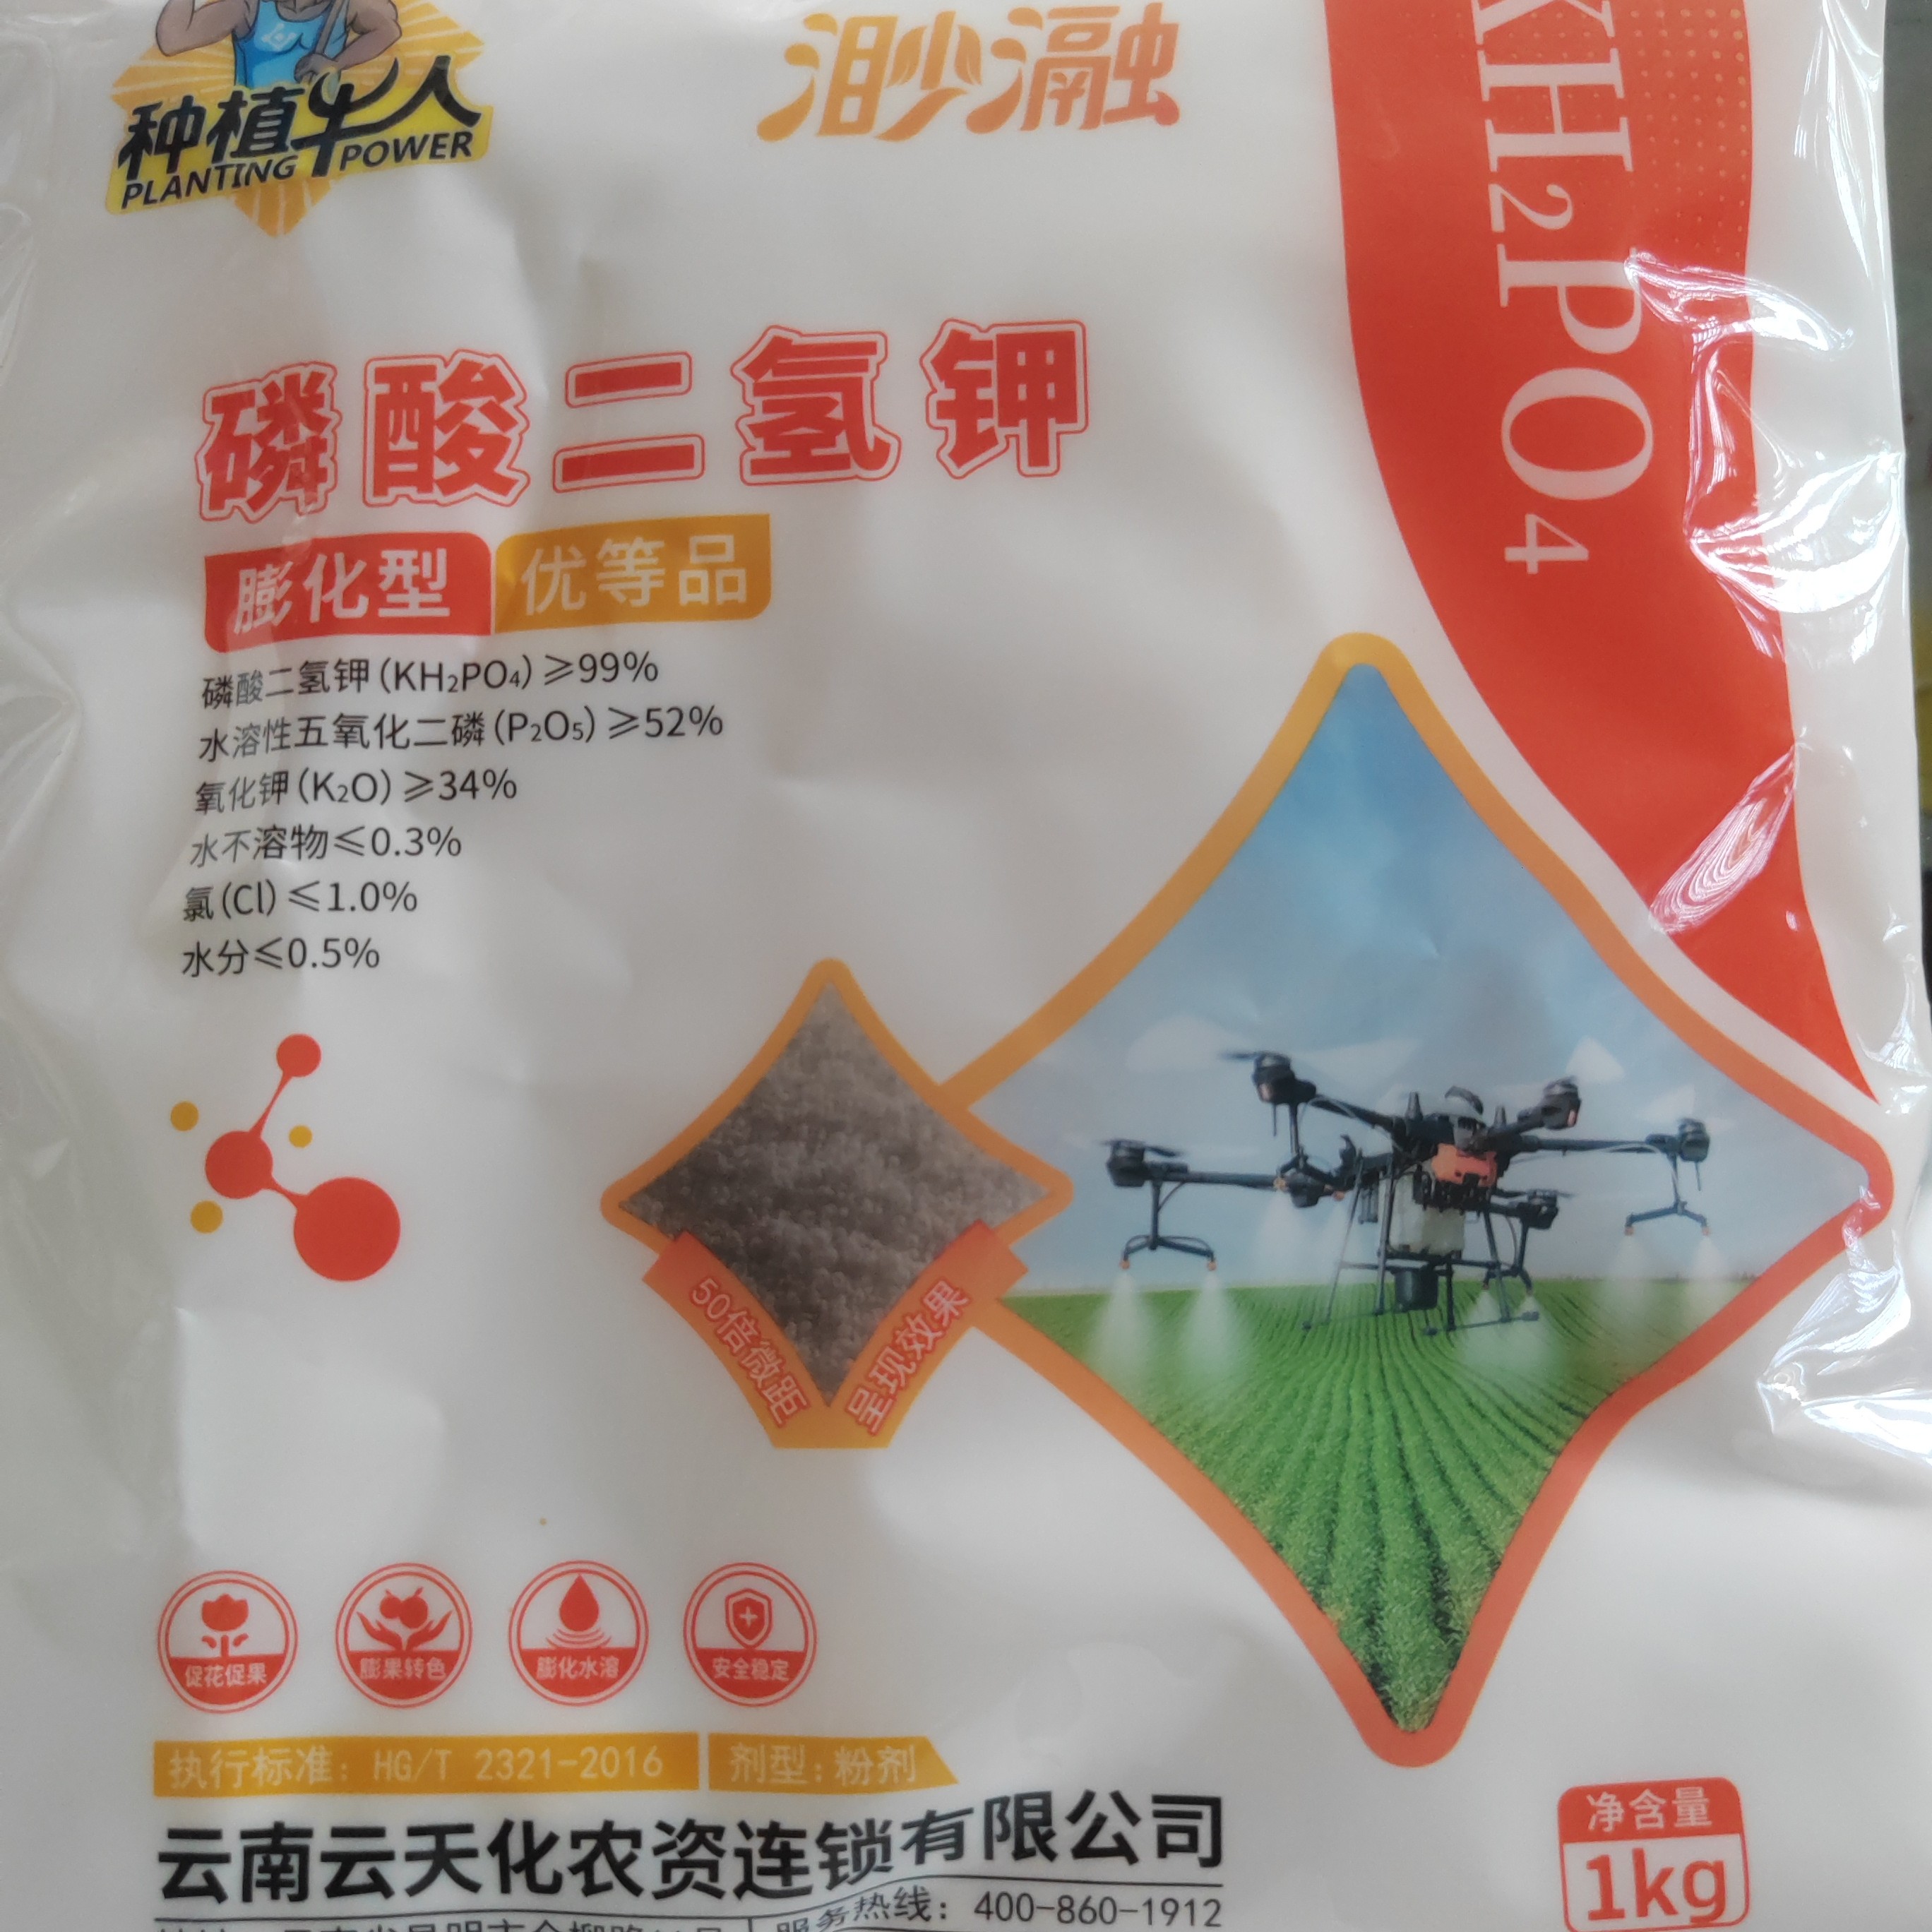 种植牛人
PLANTING POWER
渺融
KH2PO4
磷酸二氢钾
膨化型 优等品
磷酸二氢钾(KH₂PO₄)≥99%
水溶性五氧化二磷(P₂O₅)≥52%
氧化钾(K₂O)≥34%
水不溶物≤0.3%
氯(Cl)≤1.0%
水分≤0.5%
50倍微距
呈现效果
促花促果
膨果转色
膨化水溶
安全稳定
执行标准: HG/T 2321-2016 剂型:粉剂
云南云天化农资连锁有限公司
服务热线: 400-860-1912
净含量
1kg